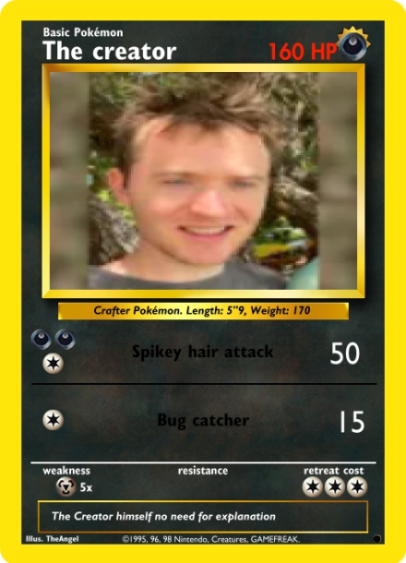 Basic Pokémon
The creator 160 HP
Crafter Pokémon. Length: 5"9, Weight: 170
Spikey hair attack 50
Bug catcher 15
weakness resistance retreat cost
5x
The Creator himself no need for explanation
Illus. TheAngel ©1995, 96, 98 Nintendo, Creatures, GAMEFREAK.